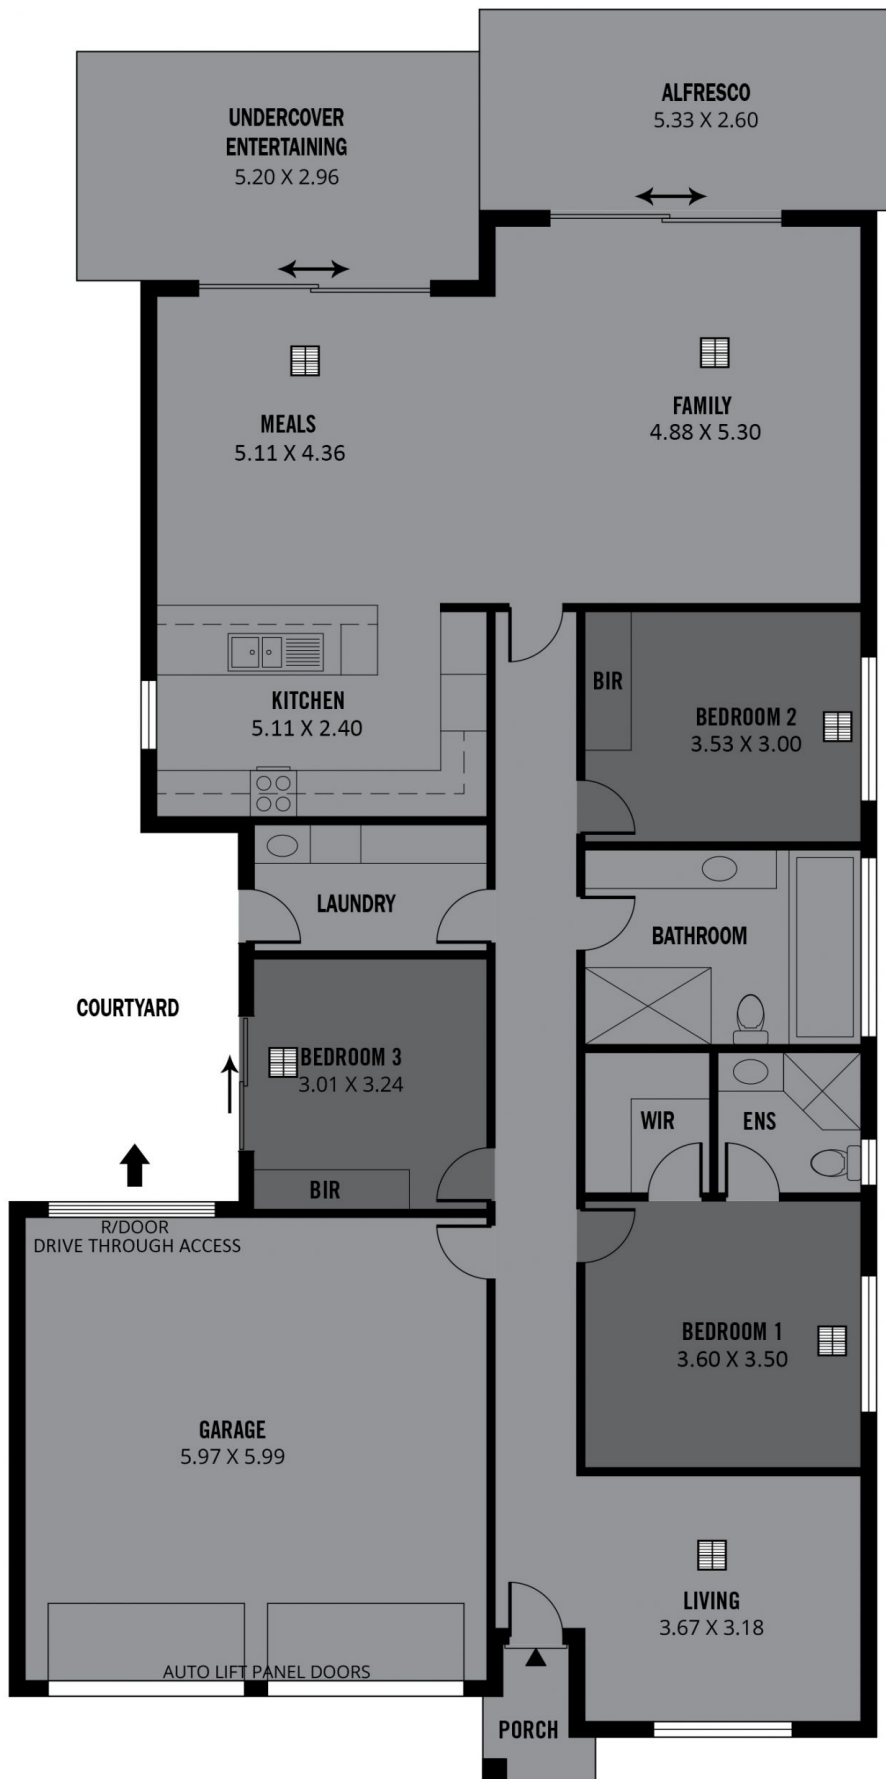 ALFRESCO
5.33 X 2.60
UNDERCOVER
ENTERTAINING
5.20 X 2.96
MEALS
5.11 X 4.36
FAMILY
4.88 X 5.30
KITCHEN
5.11 X 2.40
BIR
BEDROOM 2
3.53 X 3.00
LAUNDRY
BATHROOM
COURTYARD
BEDROOM 3
3.01 X 3.24
BIR
WIR
ENS
R/DOOR
DRIVE THROUGH ACCESS
BEDROOM 1
3.60 X 3.50
GARAGE
5.97 X 5.99
LIVING
3.67 X 3.18
AUTO LIFT PANEL DOORS
PORCH